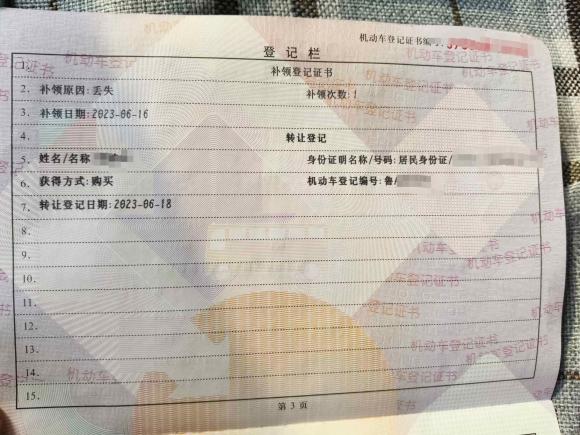 机动车登记证书编号:
登记栏
1. 补领登记证书
2. 补领原因:丢失 补领次数:1
3. 补领日期:2023-06-16
4. 转让登记
5. 姓名/名称 身份证明名称/号码:居民身份证/
6. 获得方式:购买 机动车登记编号:鲁/
7. 转让登记日期:2023-06-18
8.
9.
10.
11.
12.
13.
14.
15.
第 3 页